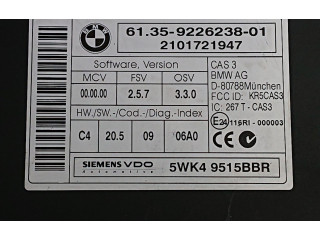 BMW
61.35-9226238-01
2101721947
Software, Version
MCV FSV OSV
00.00.00 2.5.7 3.3.0
HW./SW.-/Cod.-/Diag.-Index
C4 20.5 09 06A0
CAS 3
BMW AG
D-80788München
FCC ID: KR5CAS3
IC: 267 T - CAS3
E24 116RI - 000003
SIEMENS VDO
Automotive
5WK4 9515BBR